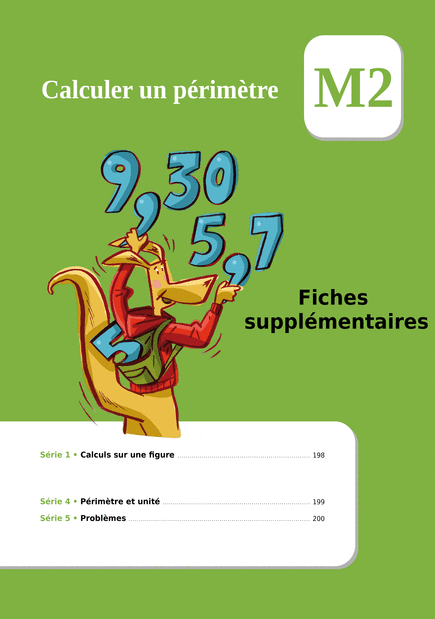 Calculer un périmètre
M2
9,30
5,7
5
Fiches
supplémentaires
Série 1 • Calculs sur une figure ........ 198
Série 4 • Périmètre et unité ........ 199
Série 5 • Problèmes ........ 200